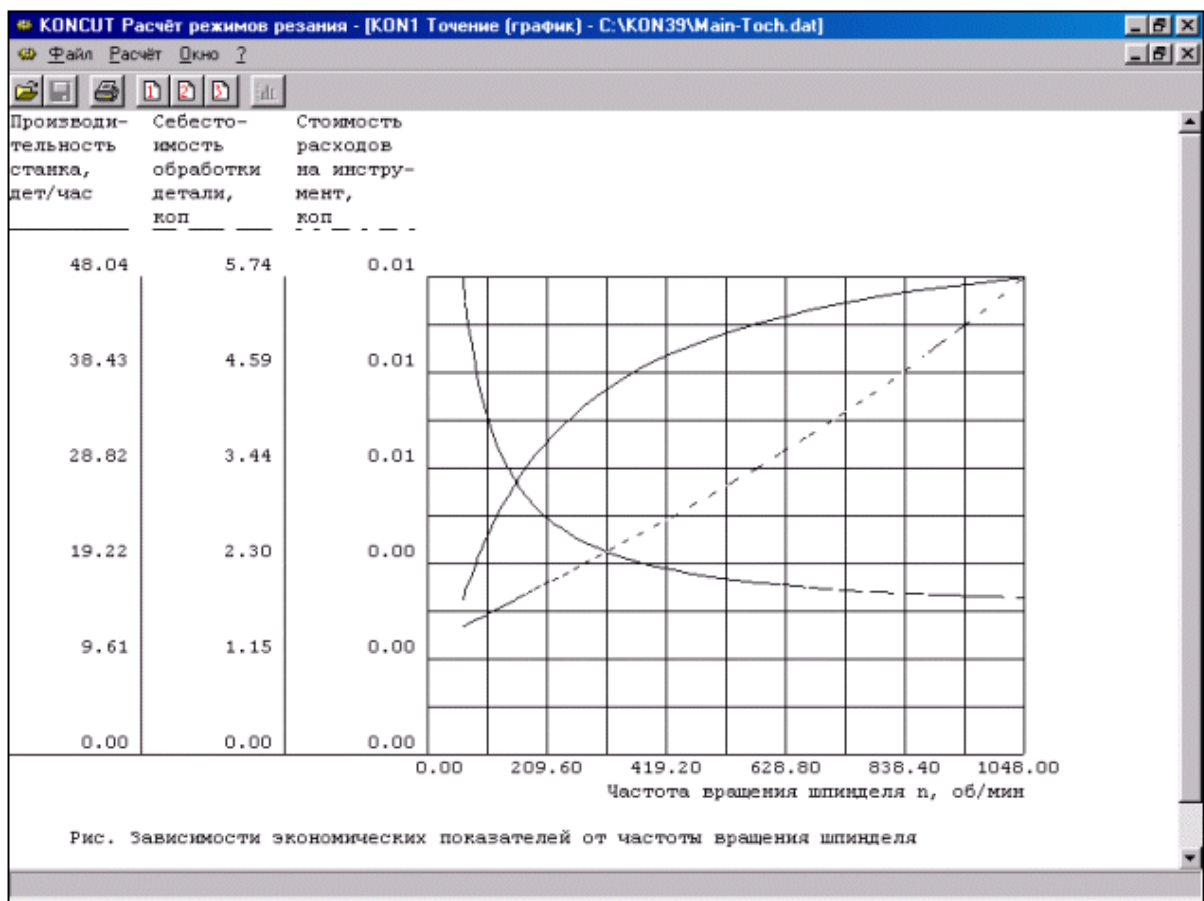 KONCUT Расчёт режимов резания - [KON1 Точение (график) - C:\KON39\Main-Toch.dat]
Файл Расчёт Окно ?
1 2 3
Производи- Себесто- Стоимость
тельность имость расходов
станка, обработки на инстру-
дет/час детали, мент,
коп коп
48.04 5.74 0.01
38.43 4.59 0.01
28.82 3.44 0.01
19.22 2.30 0.00
9.61 1.15 0.00
0.00 0.00 0.00
0.00 209.60 419.20 628.80 838.40 1048.00
Частота вращения шпинделя n, об/мин
Рис. Зависимости экономических показателей от частоты вращения шпинделя